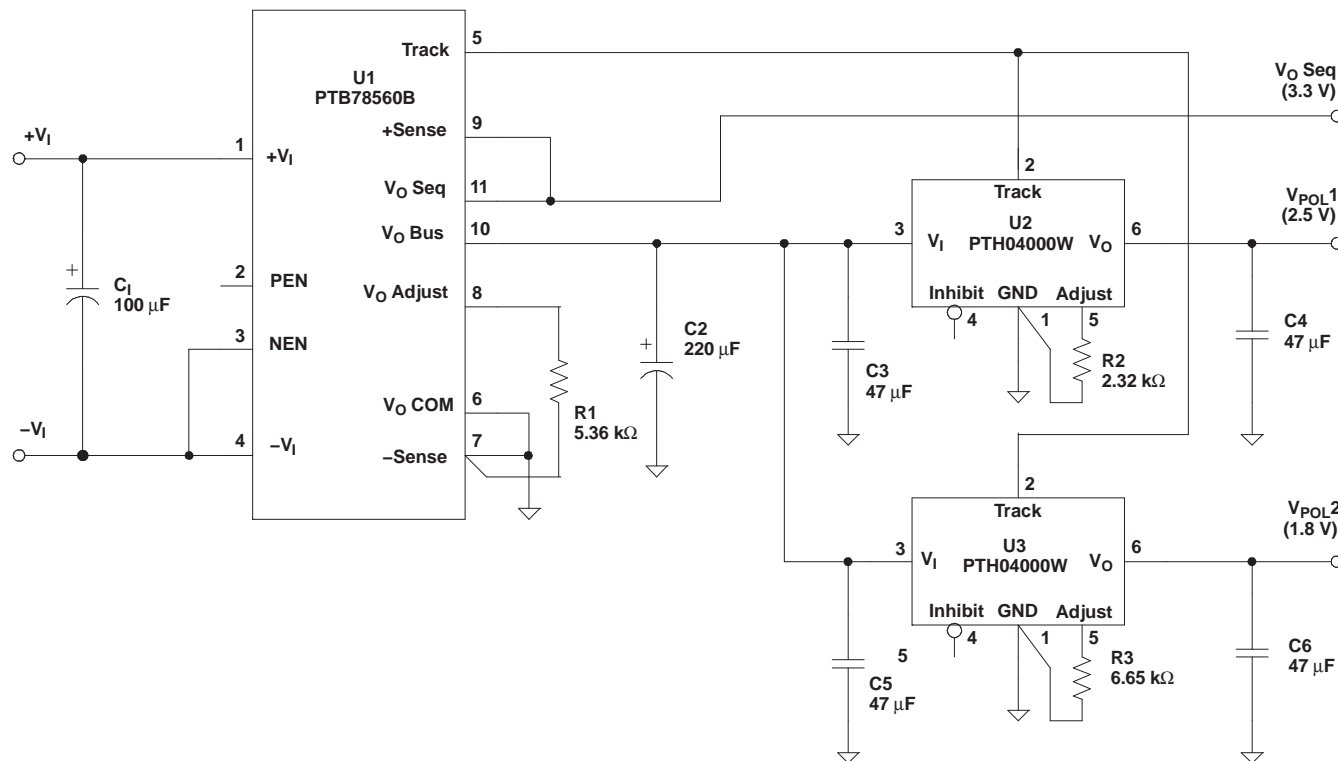 U1
PTB78560B
Track
5
+Sense
9
VO Seq
11
VO Bus
10
VO Adjust
8
VO COM
6
–Sense
7
+VI
1
+VI
2
PEN
3
NEN
4
–VI
–VI
+
CI
100 μF
R1
5.36 kΩ
+
C2
220 μF
VO Seq
(3.3 V)
2
Track
U2
PTH04000W
3
VI
VO
6
Inhibit
GND
Adjust
4
1
5
R2
2.32 kΩ
C3
47 μF
C4
47 μF
VPOL1
(2.5 V)
2
Track
U3
PTH04000W
3
VI
VO
6
Inhibit
GND
Adjust
4
1
5
R3
6.65 kΩ
5
C5
47 μF
C6
47 μF
VPOL2
(1.8 V)